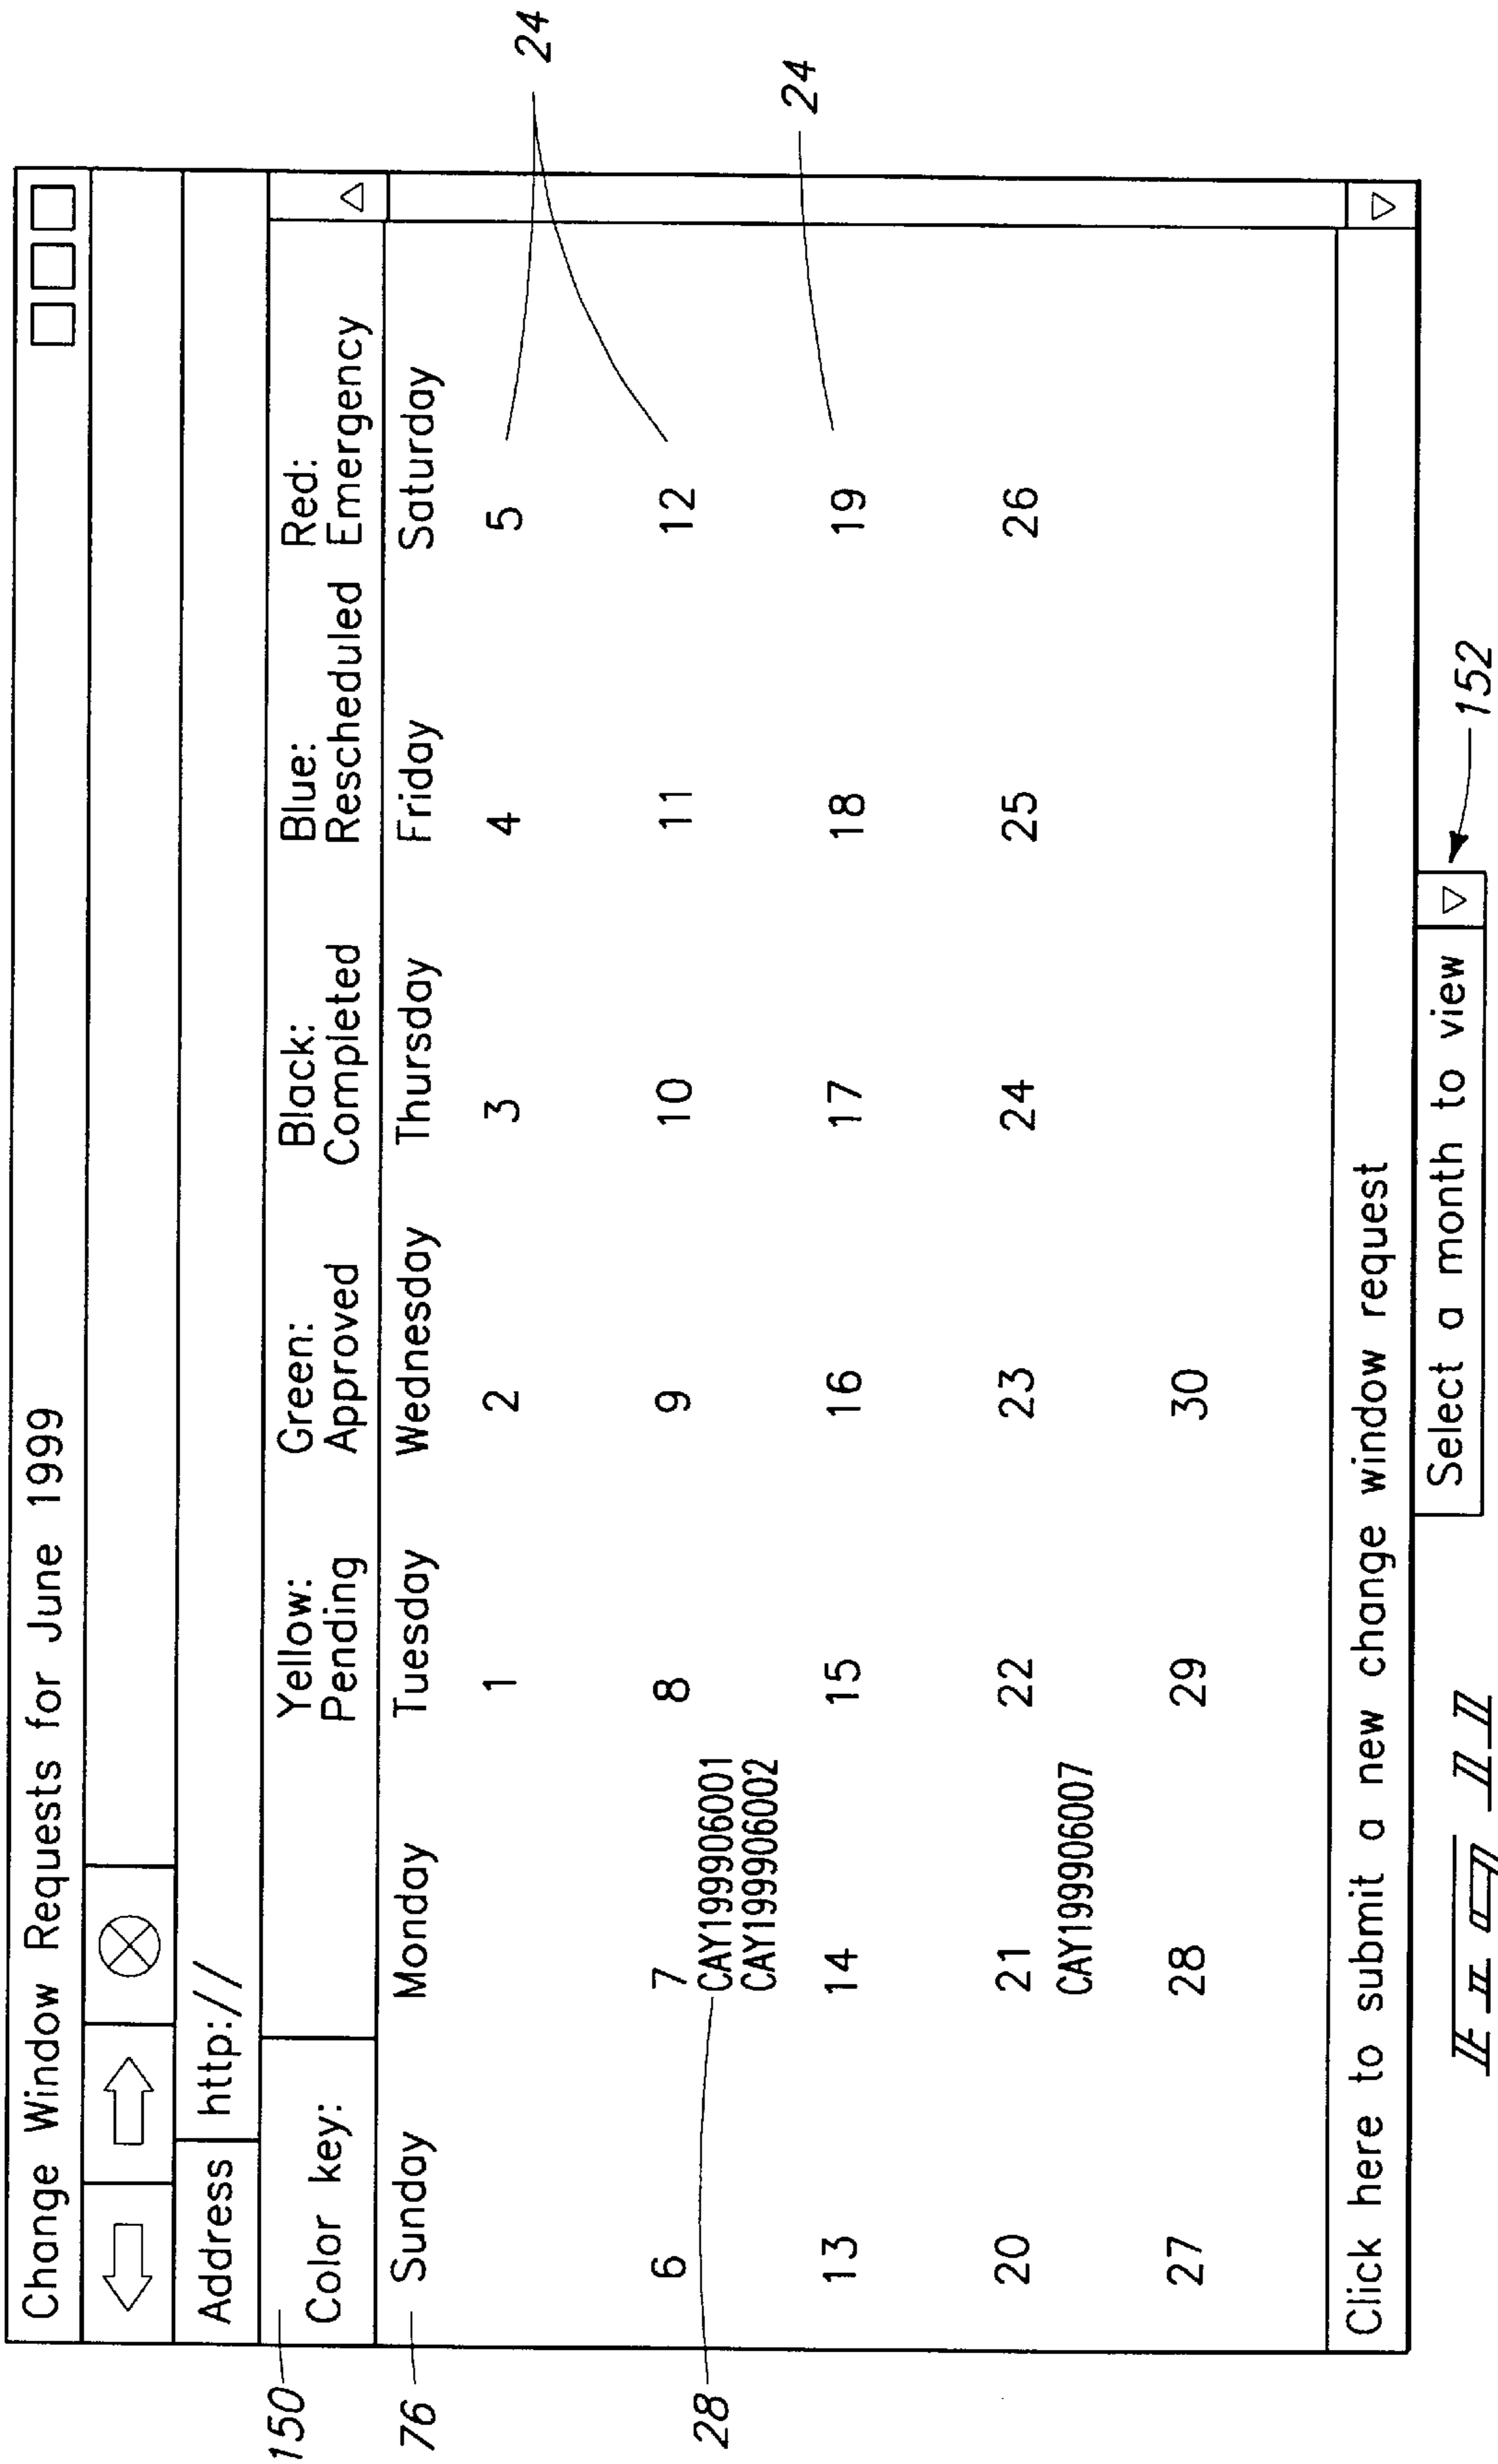 Change Window Requests for June 1999
Address http://
150
Color key: Yellow: Pending Green: Approved Black: Completed Blue: Rescheduled Red: Emergency
76
Sunday Monday Tuesday Wednesday Thursday Friday Saturday
24
1 2 3 4 5
6 7 8 9 10 11 12
28
CAY199906001
CAY199906002
24
13 14 15 16 17 18 19
20 21 22 23 24 25 26
CAY199906007
27 28 29 30
Click here to submit a new change window request
Select a month to view
152
FIG. 11